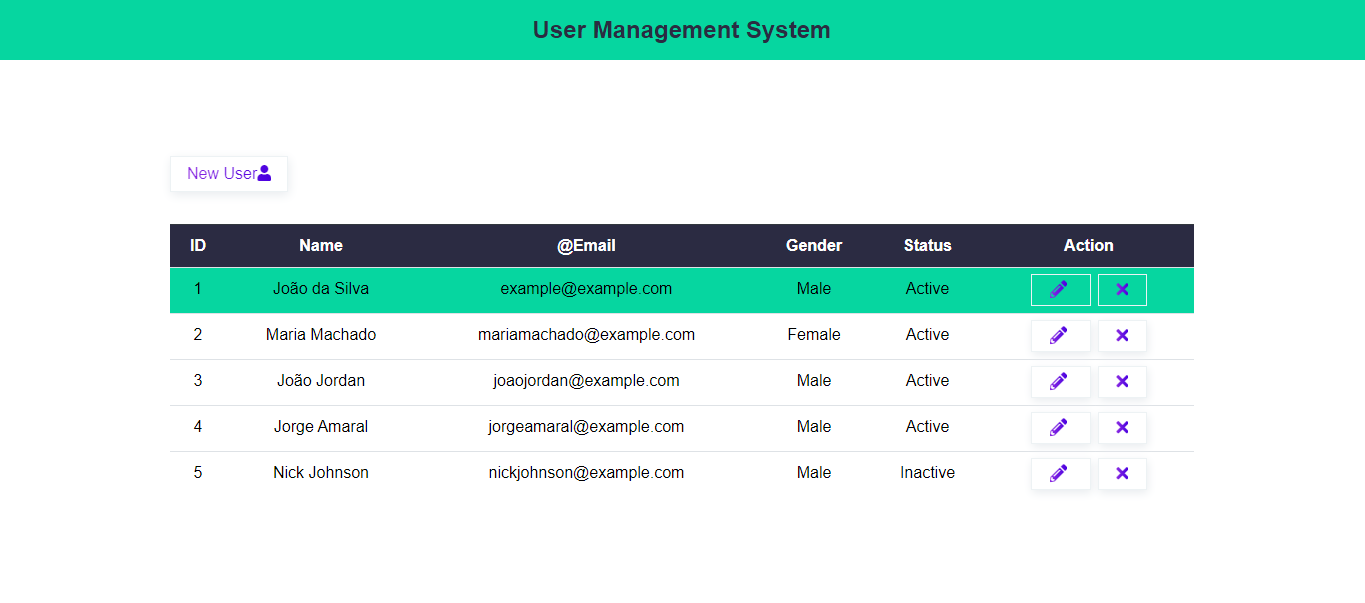 User Management System
New User
ID Name @Email Gender Status Action
1 João da Silva example@example.com Male Active
2 Maria Machado mariamachado@example.com Female Active
3 João Jordan joaojordan@example.com Male Active
4 Jorge Amaral jorgeamaral@example.com Male Active
5 Nick Johnson nickjohnson@example.com Male Inactive